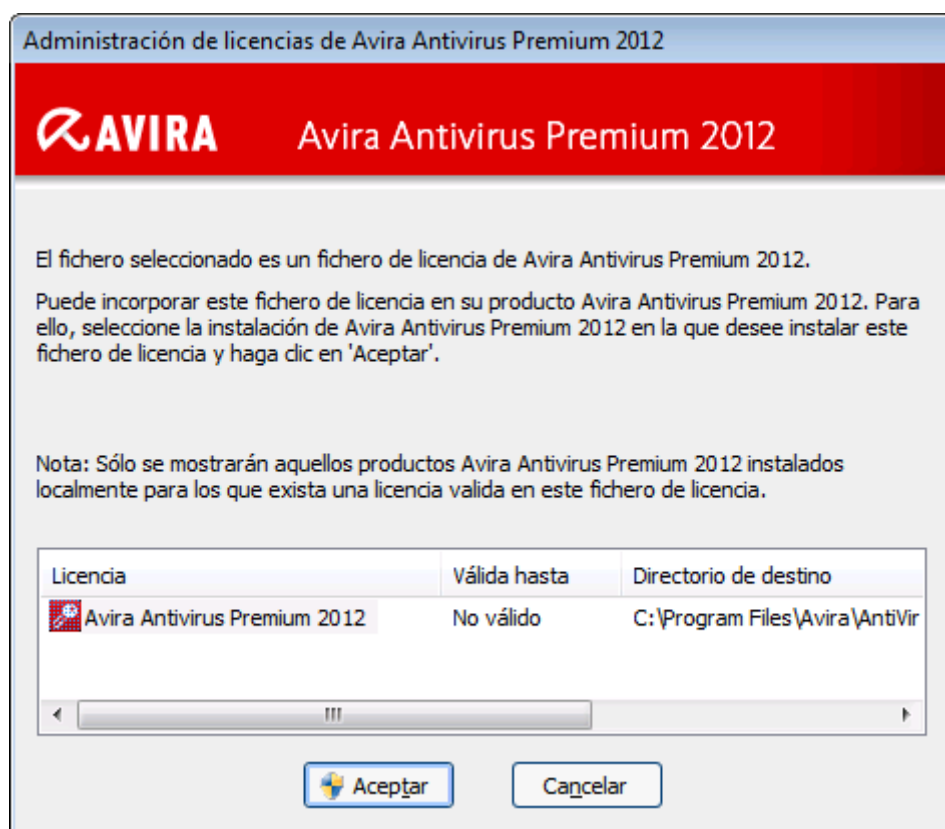 Administración de licencias de Avira Antivirus Premium 2012
AVIRA Avira Antivirus Premium 2012
El fichero seleccionado es un fichero de licencia de Avira Antivirus Premium 2012.
Puede incorporar este fichero de licencia en su producto Avira Antivirus Premium 2012. Para
ello, seleccione la instalación de Avira Antivirus Premium 2012 en la que desee instalar este
fichero de licencia y haga clic en 'Aceptar'.
Nota: Sólo se mostrarán aquellos productos Avira Antivirus Premium 2012 instalados
localmente para los que exista una licencia valida en este fichero de licencia.
Licencia Válida hasta Directorio de destino
Avira Antivirus Premium 2012 No válido C:\Program Files\Avira\AntiVir
Aceptar Cancelar